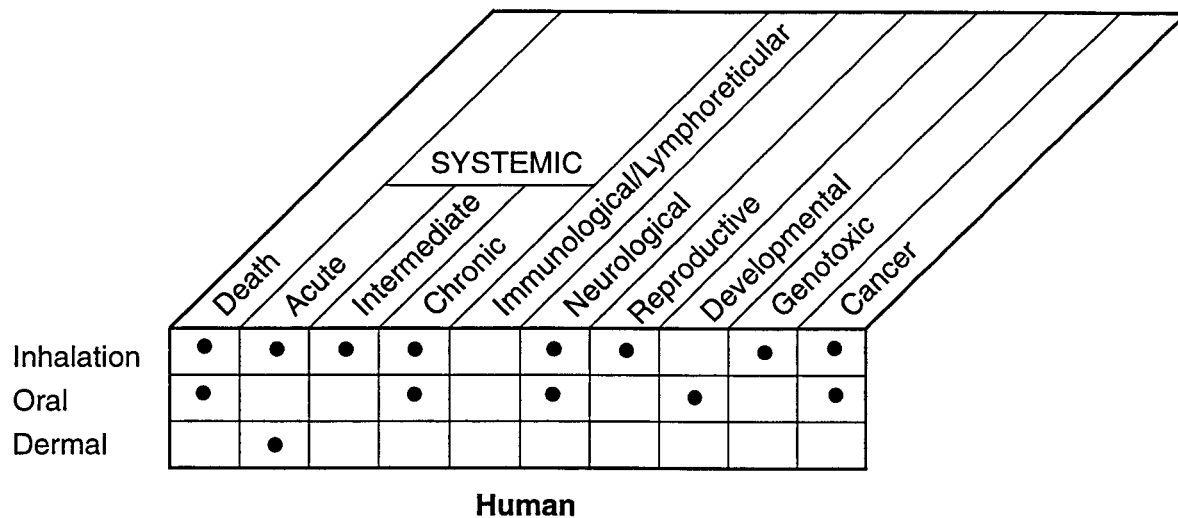 SYSTEMIC
Death
Acute
Intermediate
Chronic
Immunological/Lymphoreticular
Neurological
Reproductive
Developmental
Genotoxic
Cancer
Inhalation
Oral
Dermal
Human